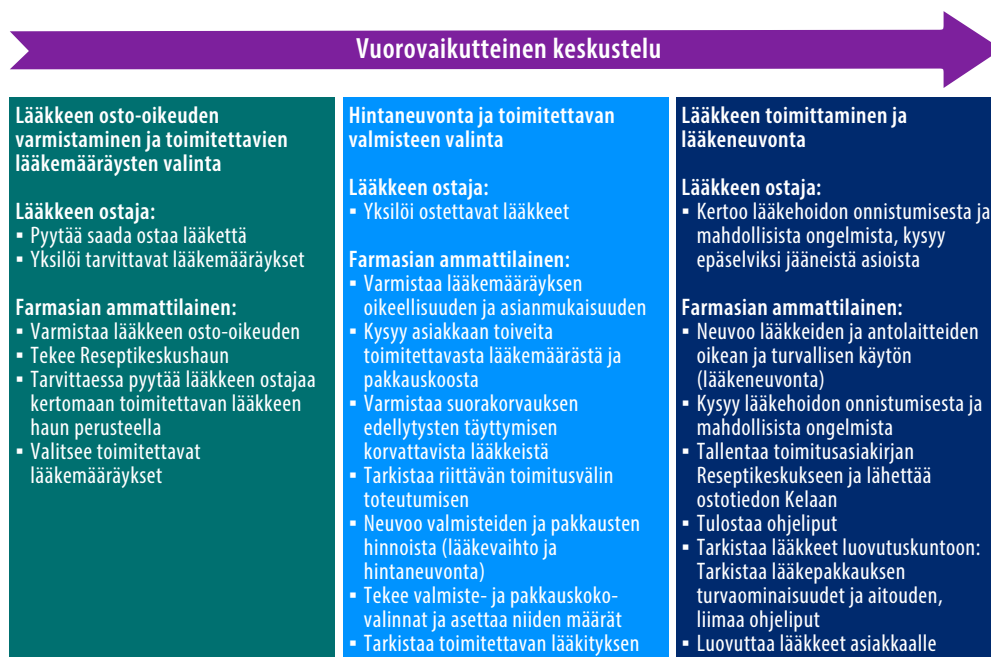 Vuorovaikutteinen keskustelu
Lääkkeen osto-oikeuden
varmistaminen ja toimitettavien
lääkemääräysten valinta
Lääkkeen ostaja:
▪ Pyytää saada ostaa lääkettä
▪ Yksilöi tarvittavat lääkemääräykset
Farmasian ammattilainen:
▪ Varmistaa lääkkeen osto-oikeuden
▪ Tekee Reseptikeskushaun
▪ Tarvittaessa pyytää lääkkeen ostajaa
kertomaan toimitettavan lääkkeen
haun perusteella
▪ Valitsee toimitettavat
lääkemääräykset
Hintaneuvonta ja toimitettavan
valmisteen valinta
Lääkkeen ostaja:
▪ Yksilöi ostettavat lääkkeet
Farmasian ammattilainen:
▪ Varmistaa lääkemääräyksen
oikeellisuuden ja asianmukaisuuden
▪ Kysyy asiakkaan toiveita
toimitettavasta lääkemäärästä ja
pakkauskoosta
▪ Varmistaa suorakorvauksen
edellytysten täyttymisen
korvattavista lääkkeistä
▪ Tarkistaa riittävän toimitusvälin
toteutumisen
▪ Neuvoo valmisteiden ja pakkausten
hinnoista (lääkevaihto ja
hintaneuvonta)
▪ Tekee valmiste- ja pakkauskoko-
valinnat ja asettaa niiden määrät
▪ Tarkistaa toimitettavan lääkityksen
Lääkkeen toimittaminen ja
lääkeneuvonta
Lääkkeen ostaja:
▪ Kertoo lääkehoidon onnistumisesta ja
mahdollisista ongelmista, kysyy
epäselviksi jääneistä asioista
Farmasian ammattilainen:
▪ Neuvoo lääkkeiden ja antolaitteiden
oikean ja turvallisen käytön
(lääkeneuvonta)
▪ Kysyy lääkehoidon onnistumisesta ja
mahdollisista ongelmista
▪ Tallentaa toimitusasiakirjan
Reseptikeskukseen ja lähettää
ostotiedon Kelaan
▪ Tulostaa ohjeliput
▪ Tarkistaa lääkkeet luovutuskuntoon:
Tarkistaa lääkepakkauksen
turvaominaisuudet ja aitouden,
liimaa ohjeliput
▪ Luovuttaa lääkkeet asiakkaalle